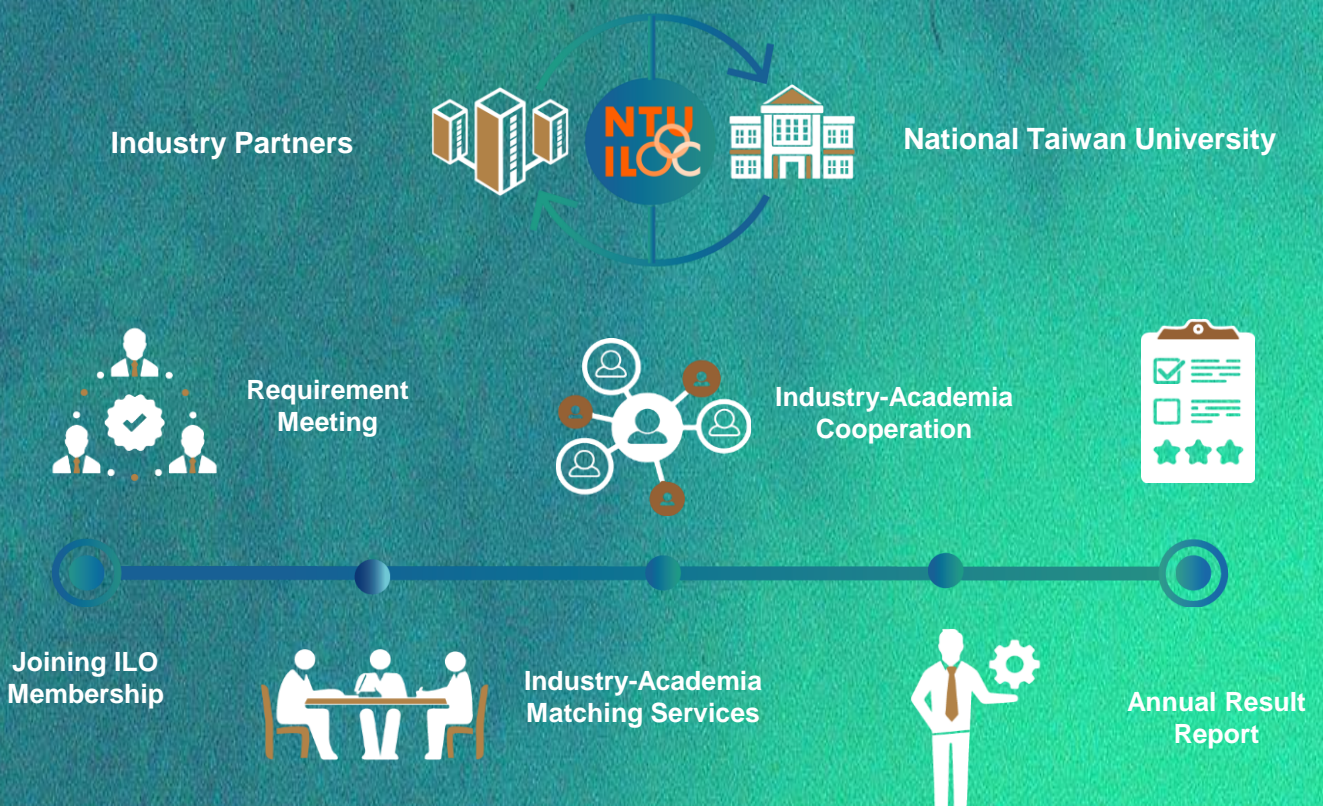 Industry Partners
NTU
ILOC
National Taiwan University
Requirement
Meeting
Industry-Academia
Cooperation
Joining ILO
Membership
Industry-Academia
Matching Services
Annual Result
Report